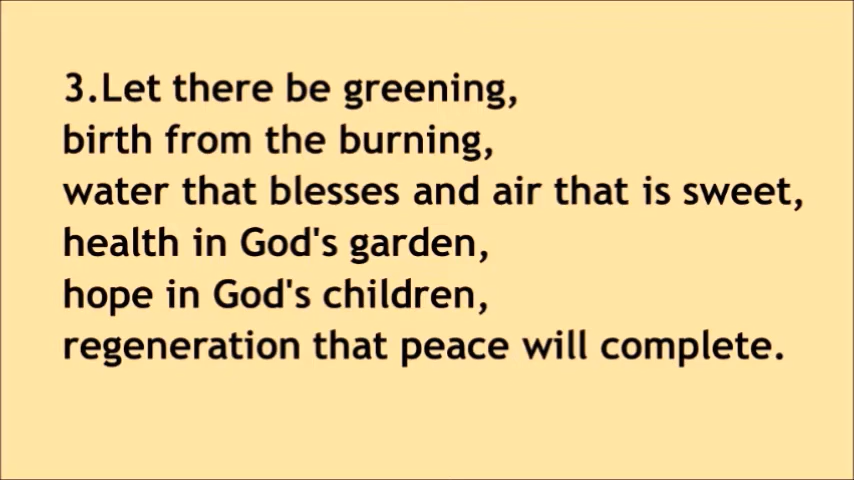 3.Let there be greening,
birth from the burning,
water that blesses and air that is sweet,
health in God's garden,
hope in God's children,
regeneration that peace will complete.